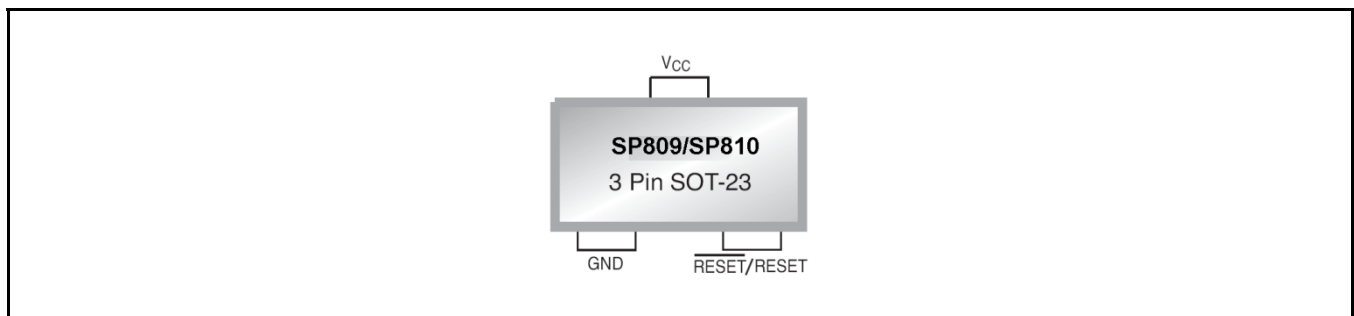 VCC
SP809/SP810
3 Pin SOT-23
GND
RESET/RESET